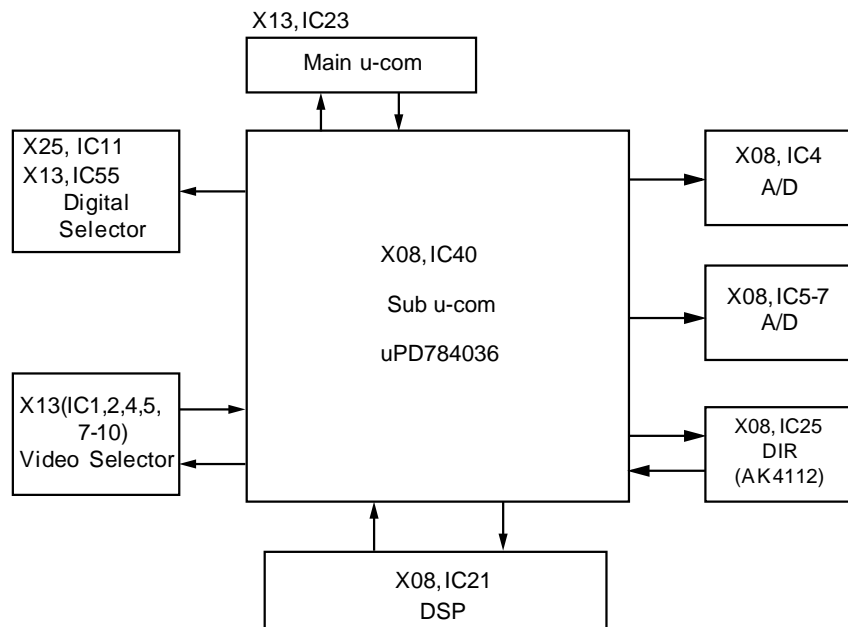 X13,IC23
Main u-com
X25, IC11
X13,IC55
Digital
Selector
X08,IC4
A/D
X08,IC40
Sub u-com
uPD784036
X08,IC5-7
A/D
X13(IC1,2,4,5,
7-10)
Video Selector
X08,IC25
DIR
(AK4112)
X08,IC21
DSP